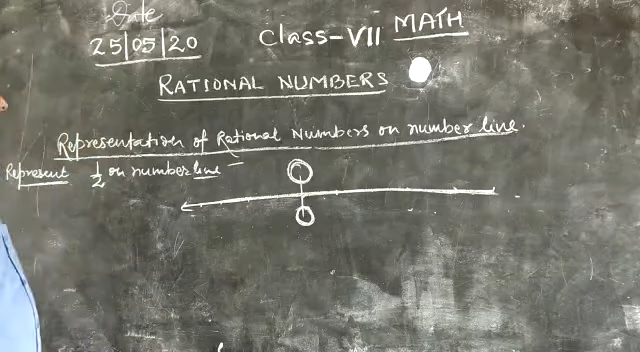 Date
25/05/20
Class-VII MATH
RATIONAL NUMBERS
Representation of Rational Numbers on number line.
Represent 1/2 on number line
0